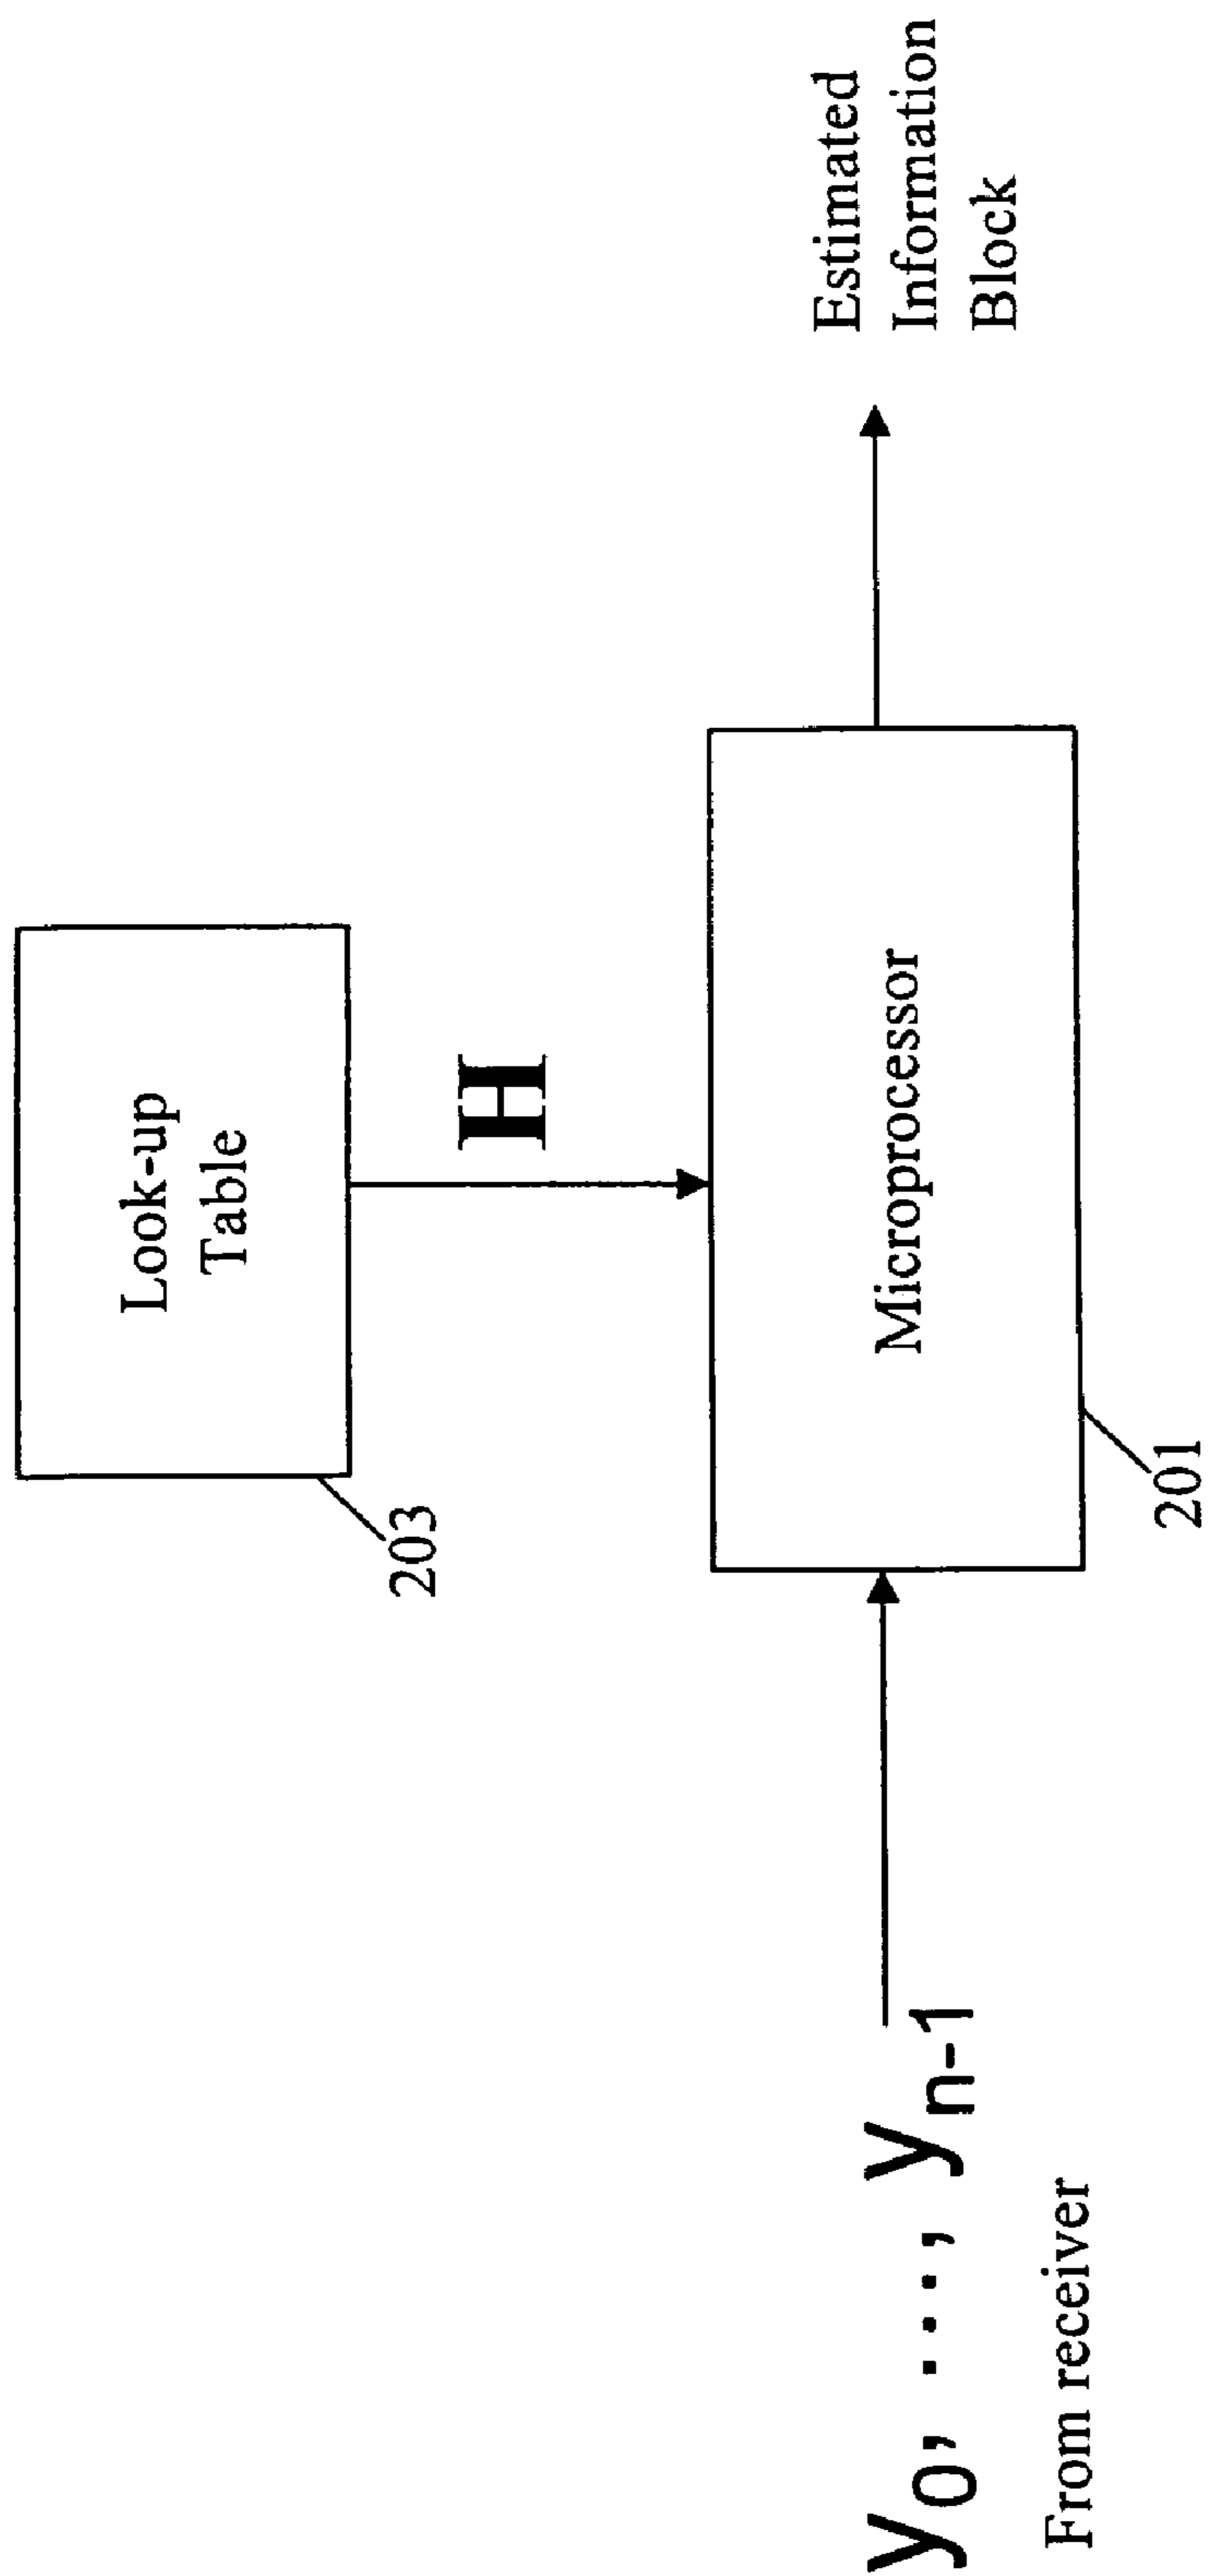 Look-up
Table
203
H
Microprocessor
201
y0, ...., yn-1
From receiver
Estimated
Information
Block